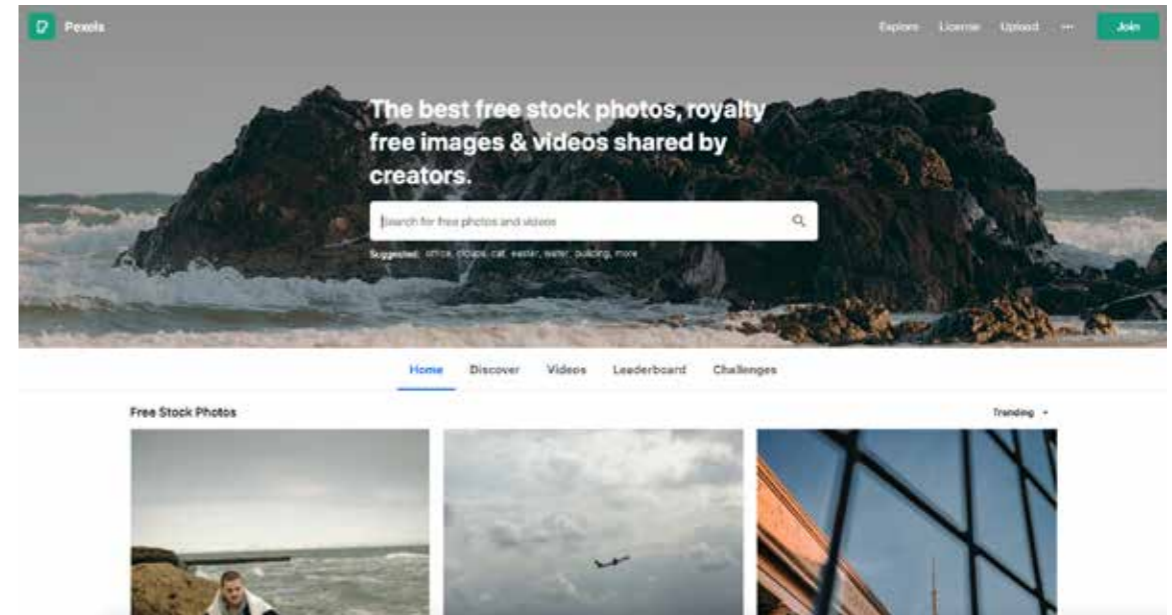 Pexels
Explore License Upload ··· Join
The best free stock photos, royalty
free images & videos shared by
creators.
Search for free photos and videos
Suggested: office, clouds, cat, easter, water, building, more
Home Discover Videos Leaderboard Challenges
Free Stock Photos Trending